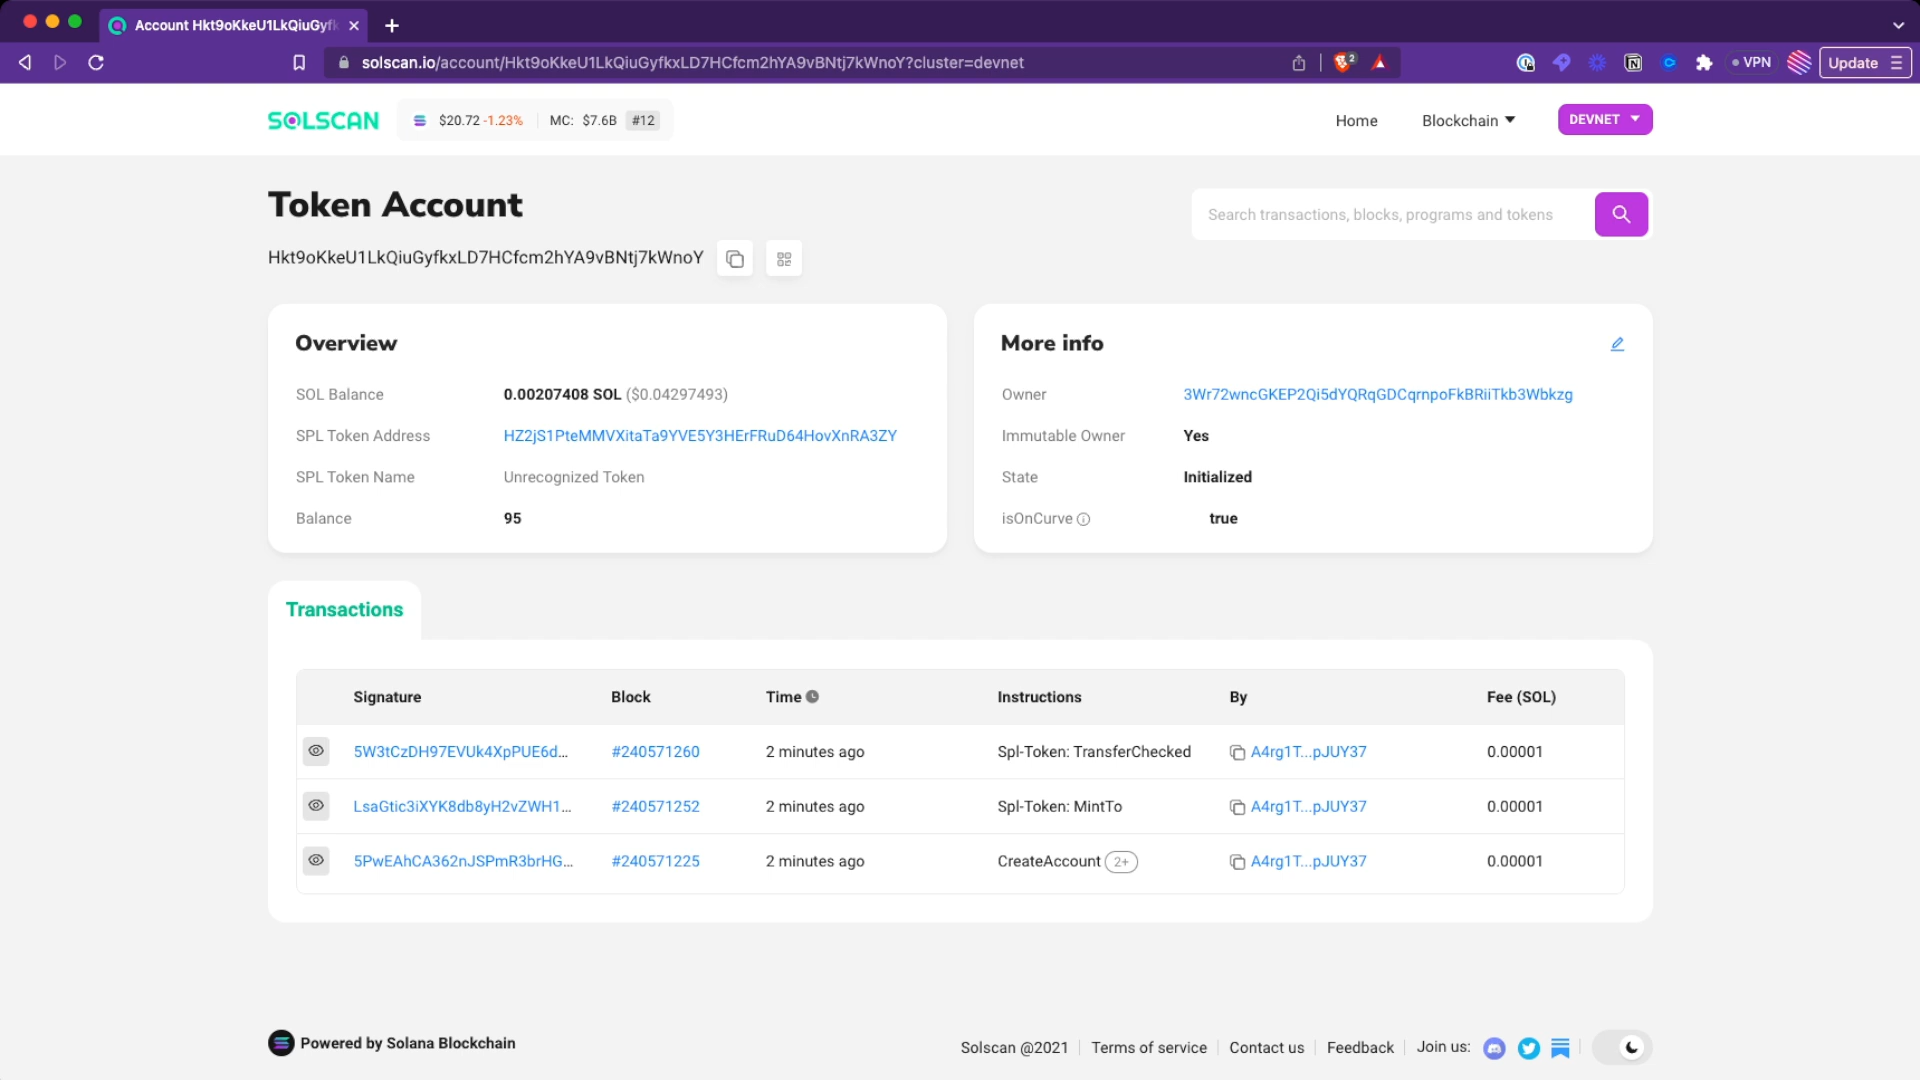 Account Hkt9oKkeU1LkQiuGyfk
solscan.io/account/Hkt9oKkeU1LkQiuGyfkxLD7HCfcm2hYA9vBNtj7kWnoY?cluster=devnet
2
VPN
Update
SOLSCAN
$20.72 -1.23% MC: $7.6B #12
Home
Blockchain
DEVNET
Token Account
Search transactions, blocks, programs and tokens
Hkt9oKkeU1LkQiuGyfkxLD7HCfcm2hYA9vBNtj7kWnoY
Overview
SOL Balance 0.00207408 SOL ($0.04297493)
SPL Token Address HZ2jS1PteMMVXitaTa9YVE5Y3HErFRuD64HovXnRA3ZY
SPL Token Name Unrecognized Token
Balance 95
More info
Owner 3Wr72wncGKEP2Qi5dYQRqGDCqrnpoFkBRiiTkb3Wbkzg
Immutable Owner Yes
State Initialized
isOnCurve true
Transactions
Signature Block Time Instructions By Fee (SOL)
5W3tCzDH97EVUk4XpPUE6d... #240571260 2 minutes ago Spl-Token: TransferChecked A4rg1T...pJUY37 0.00001
LsaGtic3iXYK8db8yH2vZWH1... #240571252 2 minutes ago Spl-Token: MintTo A4rg1T...pJUY37 0.00001
5PwEAhCA362nJSPmR3brHG... #240571225 2 minutes ago CreateAccount 2+ A4rg1T...pJUY37 0.00001
Powered by Solana Blockchain
Solscan @2021 Terms of service Contact us Feedback Join us: